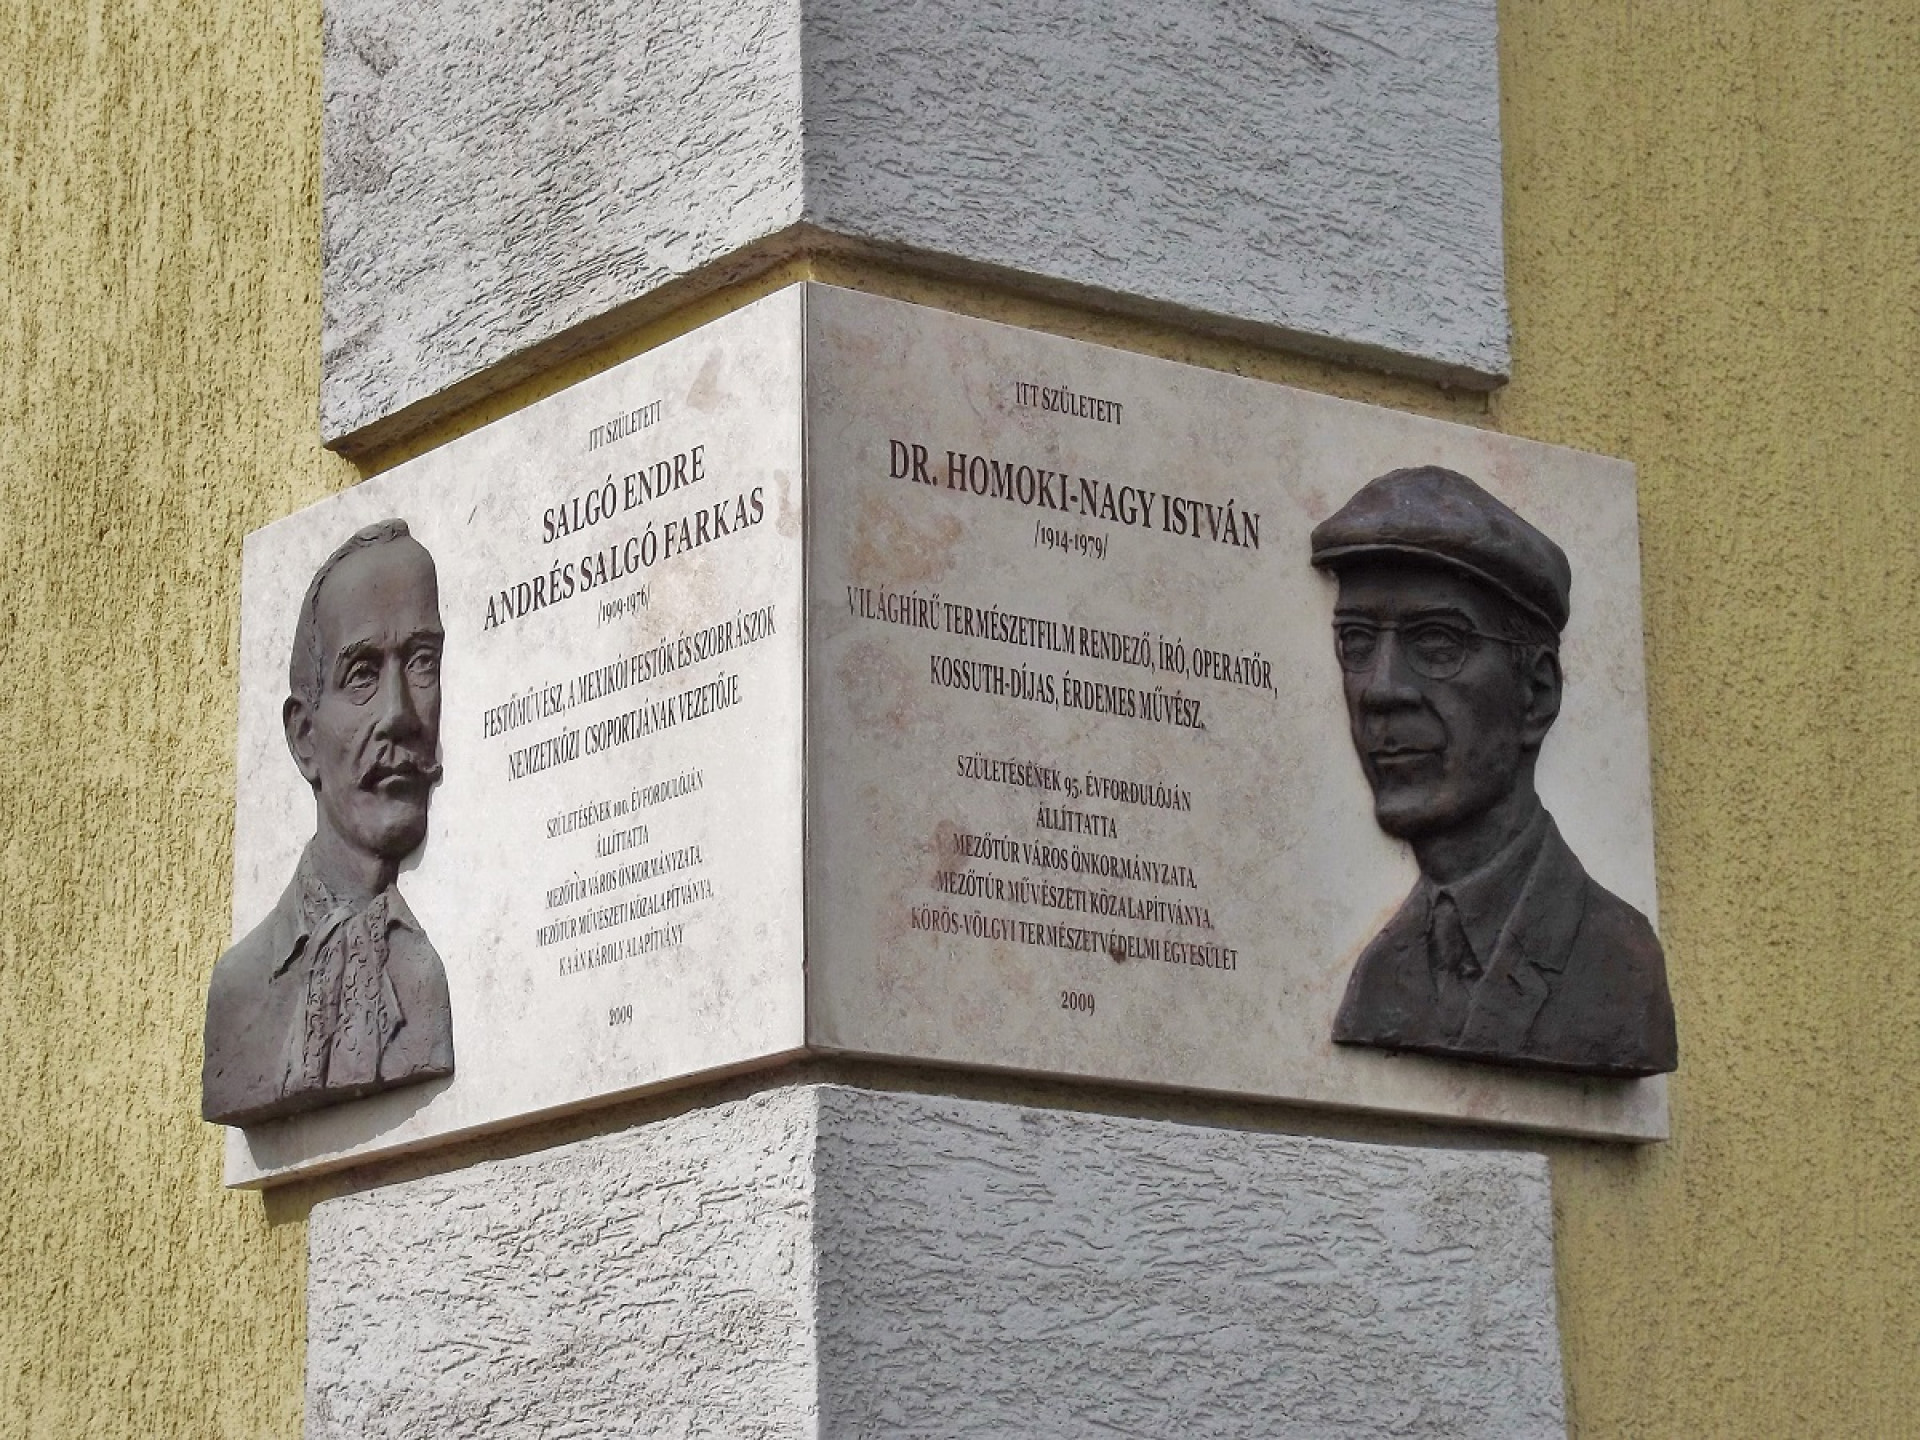 ITT SZÜLETETT
SALGÓ ENDRE
ANDRÉS SALGÓ FARKAS
/1909-1976/
FESTŐMŰVÉSZ, A MEXIKÓI FESTŐK ÉS SZOBRÁSZOK
NEMZETKÖZI CSOPORTJÁNAK VEZETŐJE.
SZÜLETÉSÉNEK 100. ÉVFORDULÓJÁN
ÁLLÍTTATTA
MEZŐTÚR VÁROS ÖNKORMÁNYZATA,
MEZŐTÚR MŰVÉSZETI KÖZALAPÍTVÁNYA,
KAÁN KÁROLY ALAPÍTVÁNY
2009
ITT SZÜLETETT
DR. HOMOKI-NAGY ISTVÁN
/1914-1979/
VILÁGHÍRŰ TERMÉSZETFILM RENDEZŐ, ÍRÓ, OPERATŐR,
KOSSUTH-DÍJAS, ÉRDEMES MŰVÉSZ.
SZÜLETÉSÉNEK 95. ÉVFORDULÓJÁN
ÁLLÍTTATTA
MEZŐTÚR VÁROS ÖNKORMÁNYZATA,
MEZŐTÚR MŰVÉSZETI KÖZALAPÍTVÁNYA,
KÖRÖS-VÖLGYI TERMÉSZETVÉDELMI EGYESÜLET
2009